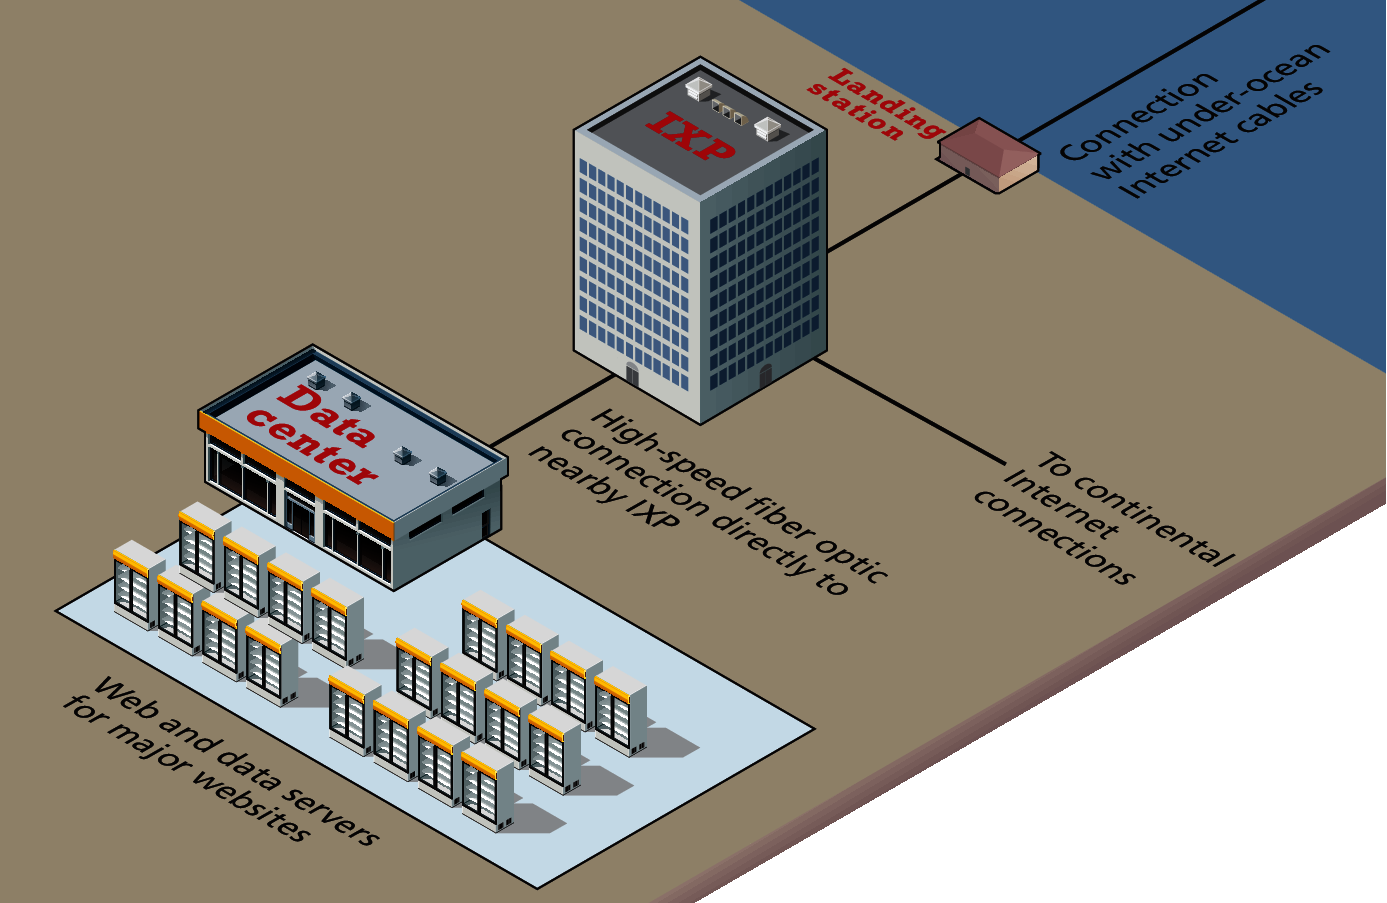 IXP
Landing
station
Connection
with under-ocean
Internet cables
Data
center
High-speed fiber optic
connection directly to
nearby IXP
To continental
Internet
connections
Web and data servers
for major websites